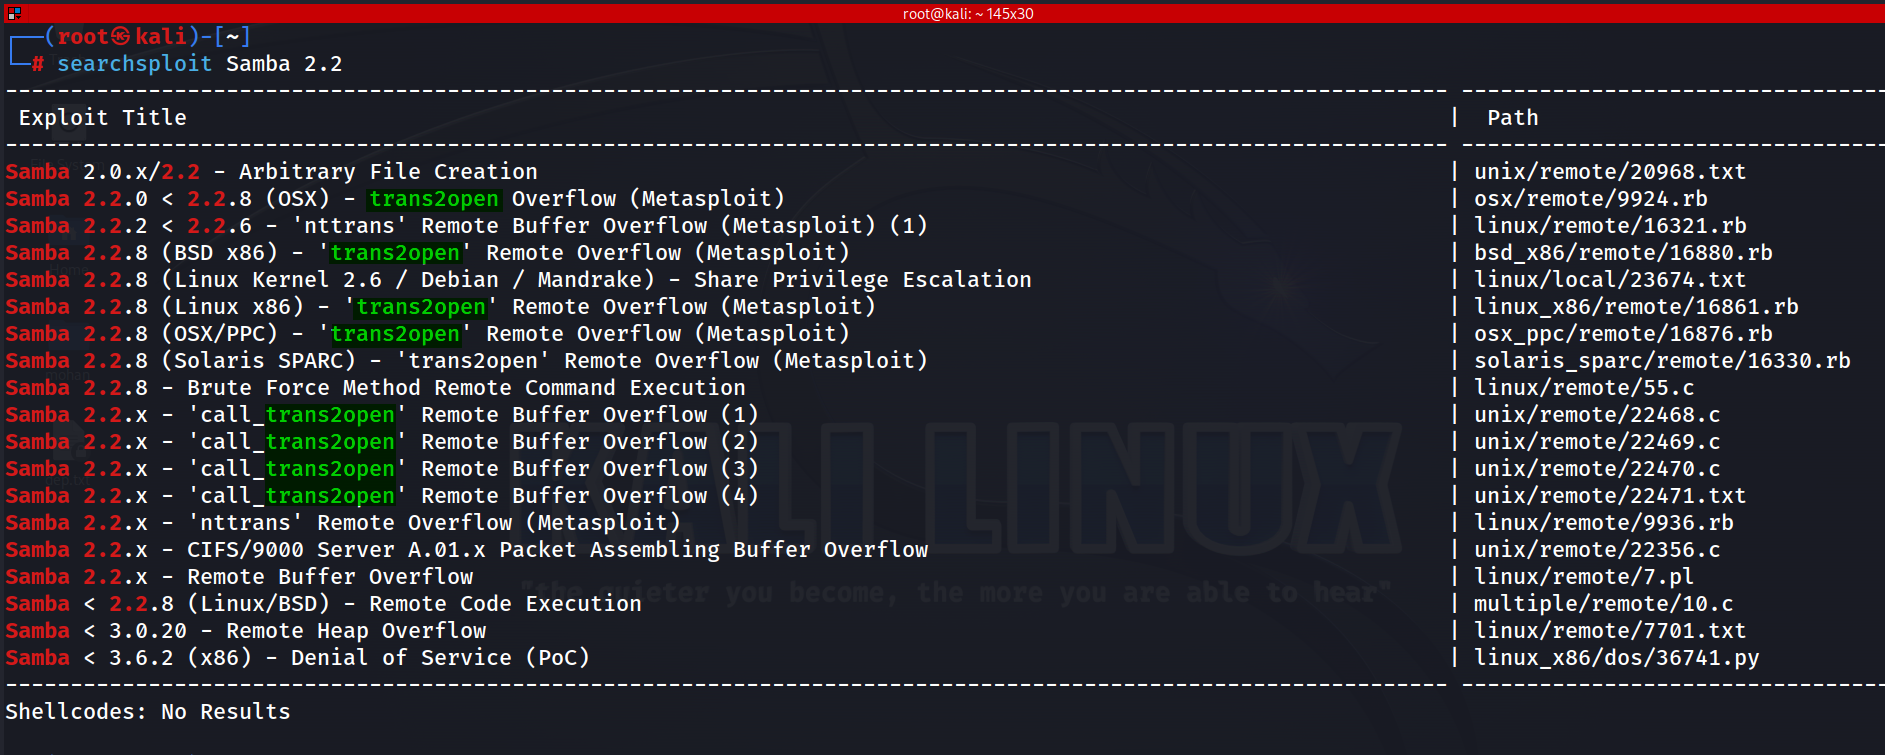 root@kali: ~ 145x30
┌──(root㉿kali)-[~]
└─# searchsploit Samba 2.2
--------------------------------------------------------------------------------------------------------------- ---------------------------------
Exploit Title | Path
--------------------------------------------------------------------------------------------------------------- ---------------------------------
Samba 2.0.x/2.2 - Arbitrary File Creation | unix/remote/20968.txt
Samba 2.2.0 < 2.2.8 (OSX) - trans2open Overflow (Metasploit) | osx/remote/9924.rb
Samba 2.2.2 < 2.2.6 - 'nttrans' Remote Buffer Overflow (Metasploit) (1) | linux/remote/16321.rb
Samba 2.2.8 (BSD x86) - 'trans2open' Remote Overflow (Metasploit) | bsd_x86/remote/16880.rb
Samba 2.2.8 (Linux Kernel 2.6 / Debian / Mandrake) - Share Privilege Escalation | linux/local/23674.txt
Samba 2.2.8 (Linux x86) - 'trans2open' Remote Overflow (Metasploit) | linux_x86/remote/16861.rb
Samba 2.2.8 (OSX/PPC) - 'trans2open' Remote Overflow (Metasploit) | osx_ppc/remote/16876.rb
Samba 2.2.8 (Solaris SPARC) - 'trans2open' Remote Overflow (Metasploit) | solaris_sparc/remote/16330.rb
Samba 2.2.8 - Brute Force Method Remote Command Execution | linux/remote/55.c
Samba 2.2.x - 'call_trans2open' Remote Buffer Overflow (1) | unix/remote/22468.c
Samba 2.2.x - 'call_trans2open' Remote Buffer Overflow (2) | unix/remote/22469.c
Samba 2.2.x - 'call_trans2open' Remote Buffer Overflow (3) | unix/remote/22470.c
Samba 2.2.x - 'call_trans2open' Remote Buffer Overflow (4) | unix/remote/22471.txt
Samba 2.2.x - 'nttrans' Remote Overflow (Metasploit) | linux/remote/9936.rb
Samba 2.2.x - CIFS/9000 Server A.01.x Packet Assembling Buffer Overflow | unix/remote/22356.c
Samba 2.2.x - Remote Buffer Overflow | linux/remote/7.pl
Samba < 2.2.8 (Linux/BSD) - Remote Code Execution | multiple/remote/10.c
Samba < 3.0.20 - Remote Heap Overflow | linux/remote/7701.txt
Samba < 3.6.2 (x86) - Denial of Service (PoC) | linux_x86/dos/36741.py
--------------------------------------------------------------------------------------------------------------- ---------------------------------
Shellcodes: No Results
KALI LINUX
"the quieter you become, the more you are able to hear"